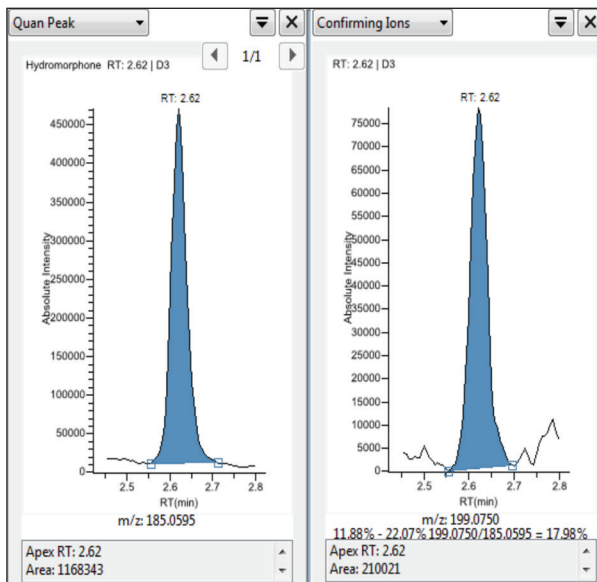 Quan Peak
1/1
Hydromorphone RT: 2.62 | D3
RT: 2.62
450000
400000
350000
300000
250000
200000
150000
100000
50000
0
Absolute Intensity
2.5 2.6 2.7 2.8
RT(min)
m/z: 185.0595
Apex RT: 2.62
Area: 1168343
Confirming Ions
RT: 2.62 | D3
RT: 2.62
75000
70000
65000
60000
55000
50000
45000
40000
35000
30000
25000
20000
15000
10000
5000
0
Absolute Intensity
2.5 2.6 2.7 2.8
RT(min)
m/z: 199.0750
11.88% - 22.07% 199.0750/185.0595 = 17.98%
Apex RT: 2.62
Area: 210021